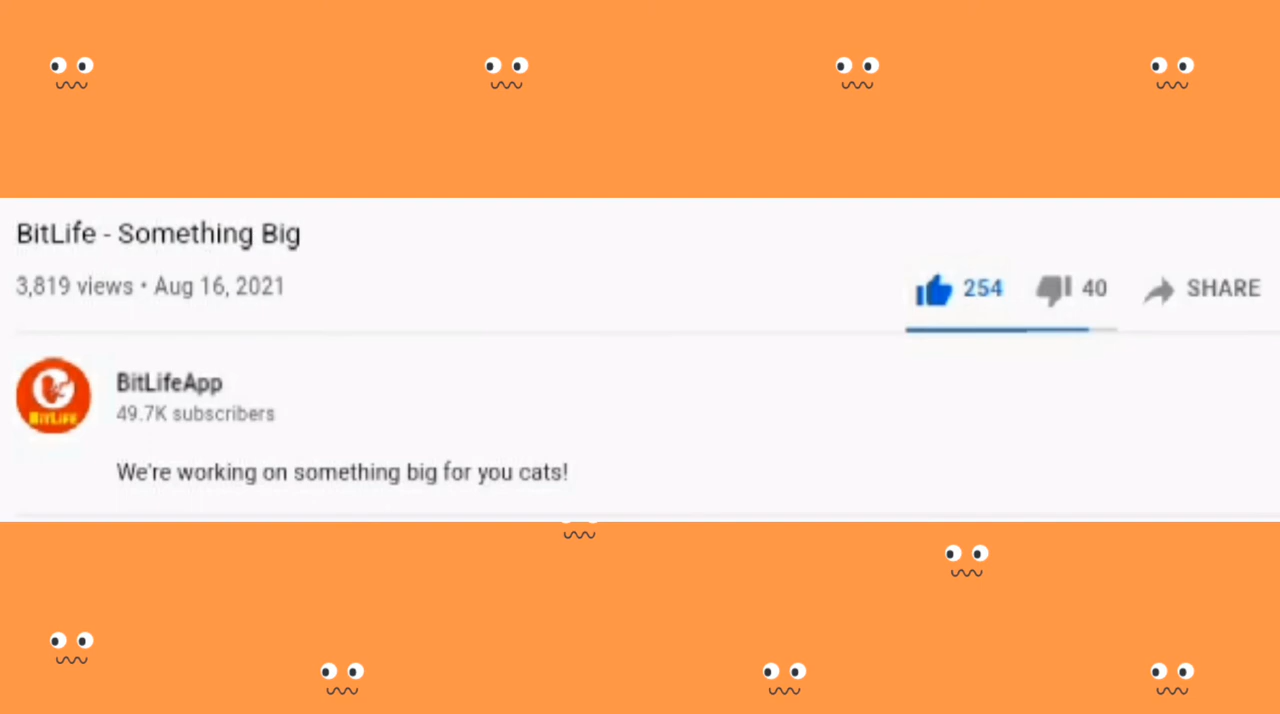 BitLife - Something Big
3,819 views • Aug 16, 2021
254 40 SHARE
BITLIFE
BitLifeApp
49.7K subscribers
We're working on something big for you cats!